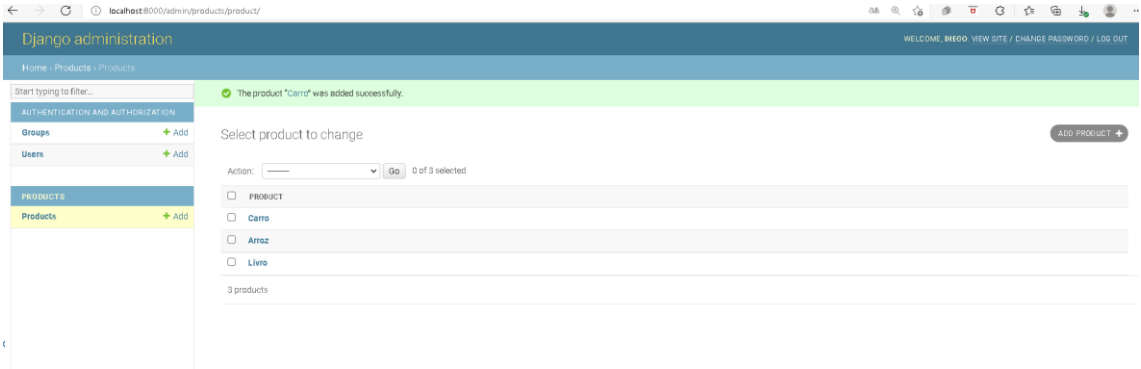 localhost:8000/admin/products/product/
Django administration
WELCOME, DIEGO. VIEW SITE / CHANGE PASSWORD / LOG OUT
Home › Products › Products
Start typing to filter...
AUTHENTICATION AND AUTHORIZATION
Groups + Add
Users + Add
PRODUCTS
Products + Add
The product "Carro" was added successfully.
Select product to change
ADD PRODUCT +
Action: --------- Go 0 of 3 selected
PRODUCT
Carro
Arroz
Livro
3 products